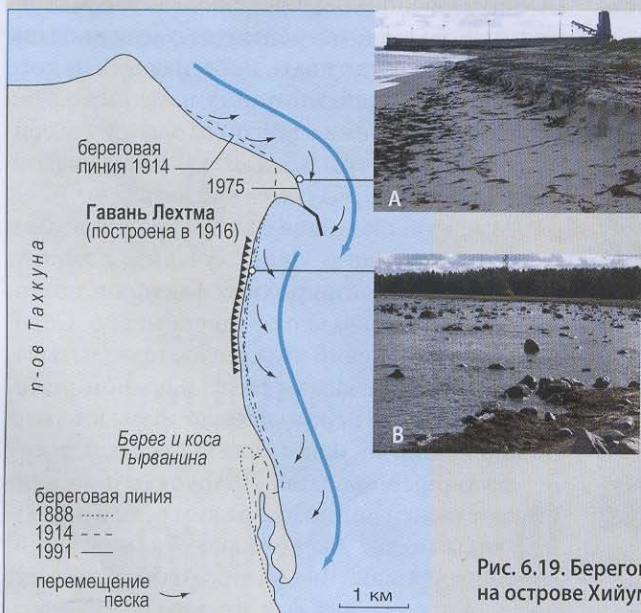 береговая
линия 1914
1975
Гавань Лехтма
(построена в 1916)
п-ов Тахкуна
Берег и коса
Тырванина
береговая линия
1888
1914
1991
перемещение
песка
1 км
A
B
Рис. 6.19. Берегов
на острове Хийум